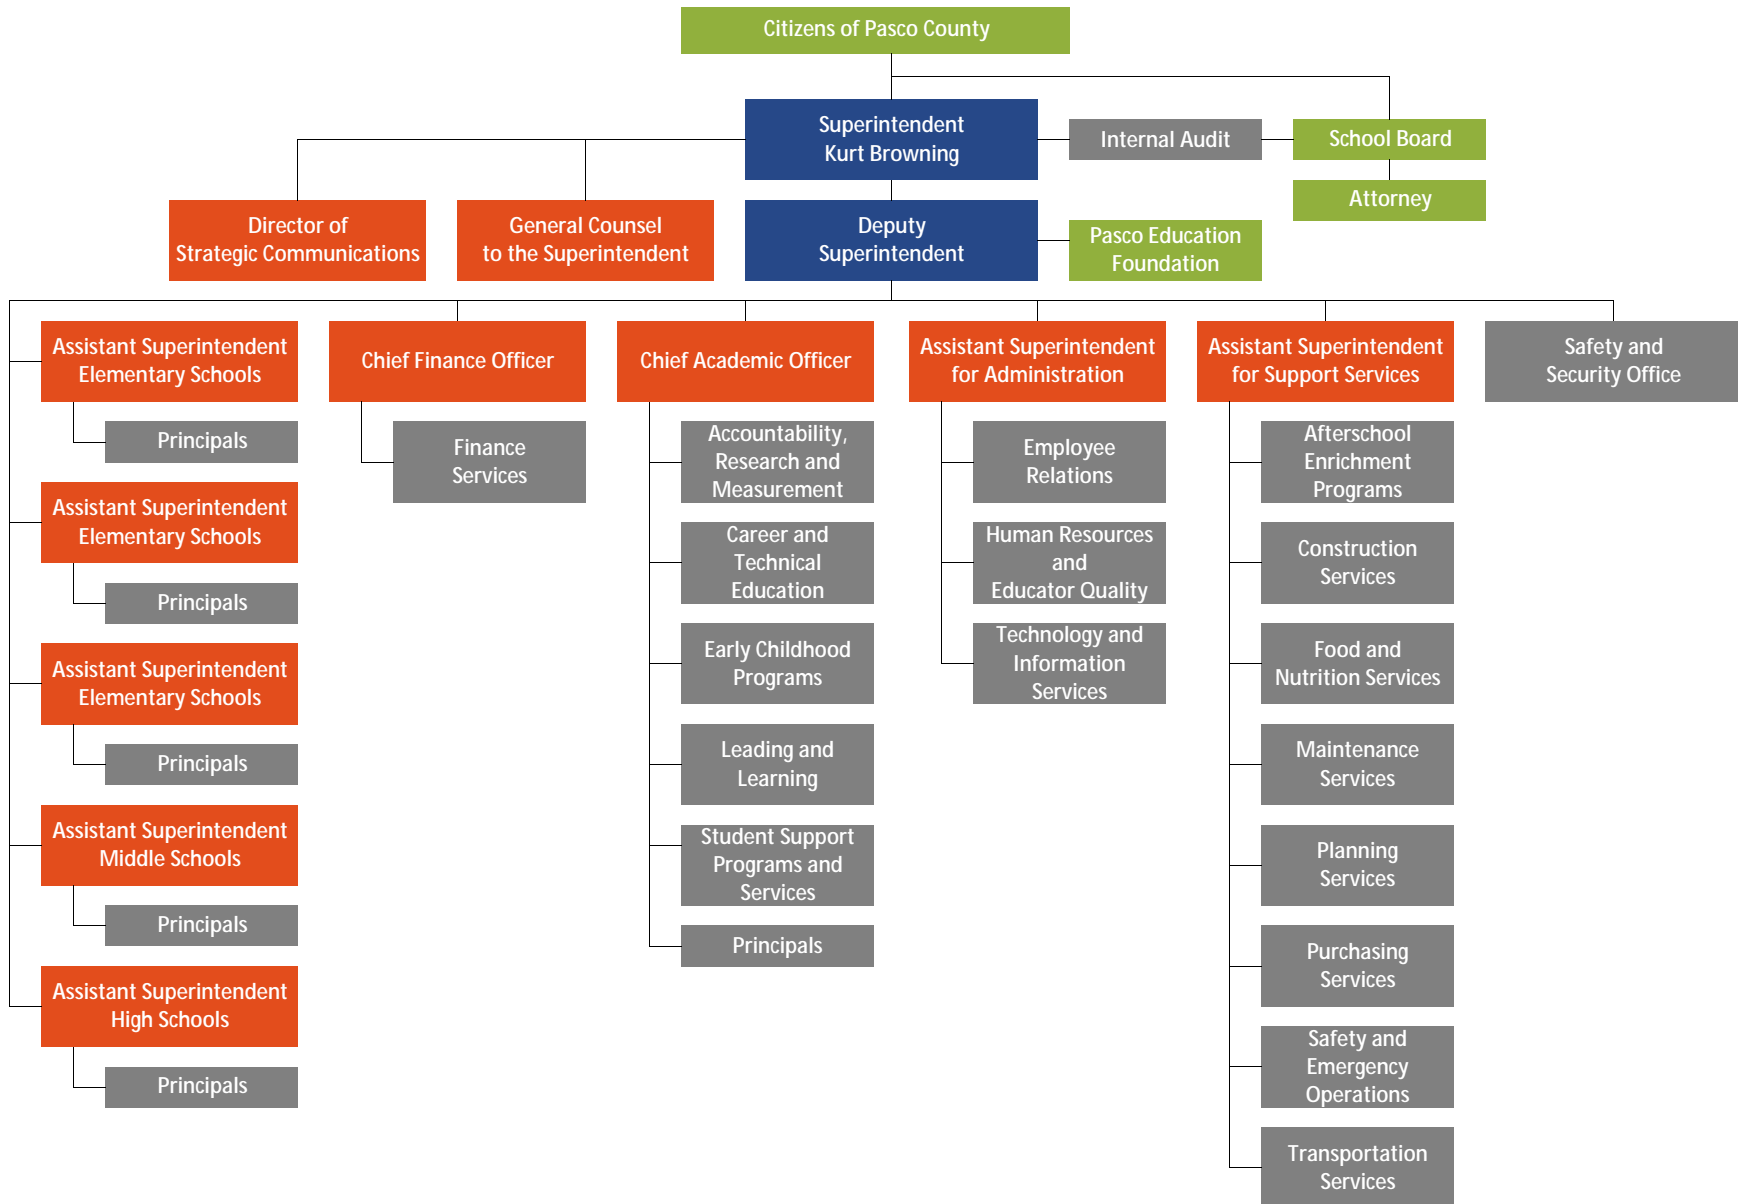 Citizens of Pasco County
Superintendent
Kurt Browning
Internal Audit
School Board
Attorney
Director of
Strategic Communications
General Counsel
to the Superintendent
Deputy
Superintendent
Pasco Education
Foundation
Assistant Superintendent
Elementary Schools
Principals
Assistant Superintendent
Elementary Schools
Principals
Assistant Superintendent
Elementary Schools
Principals
Assistant Superintendent
Middle Schools
Principals
Assistant Superintendent
High Schools
Principals
Chief Finance Officer
Finance
Services
Chief Academic Officer
Accountability,
Research and
Measurement
Career and
Technical
Education
Early Childhood
Programs
Leading and
Learning
Student Support
Programs and
Services
Principals
Assistant Superintendent
for Administration
Employee
Relations
Human Resources
and
Educator Quality
Technology and
Information
Services
Assistant Superintendent
for Support Services
Afterschool
Enrichment
Programs
Construction
Services
Food and
Nutrition Services
Maintenance
Services
Planning
Services
Purchasing
Services
Safety and
Emergency
Operations
Transportation
Services
Safety and
Security Office